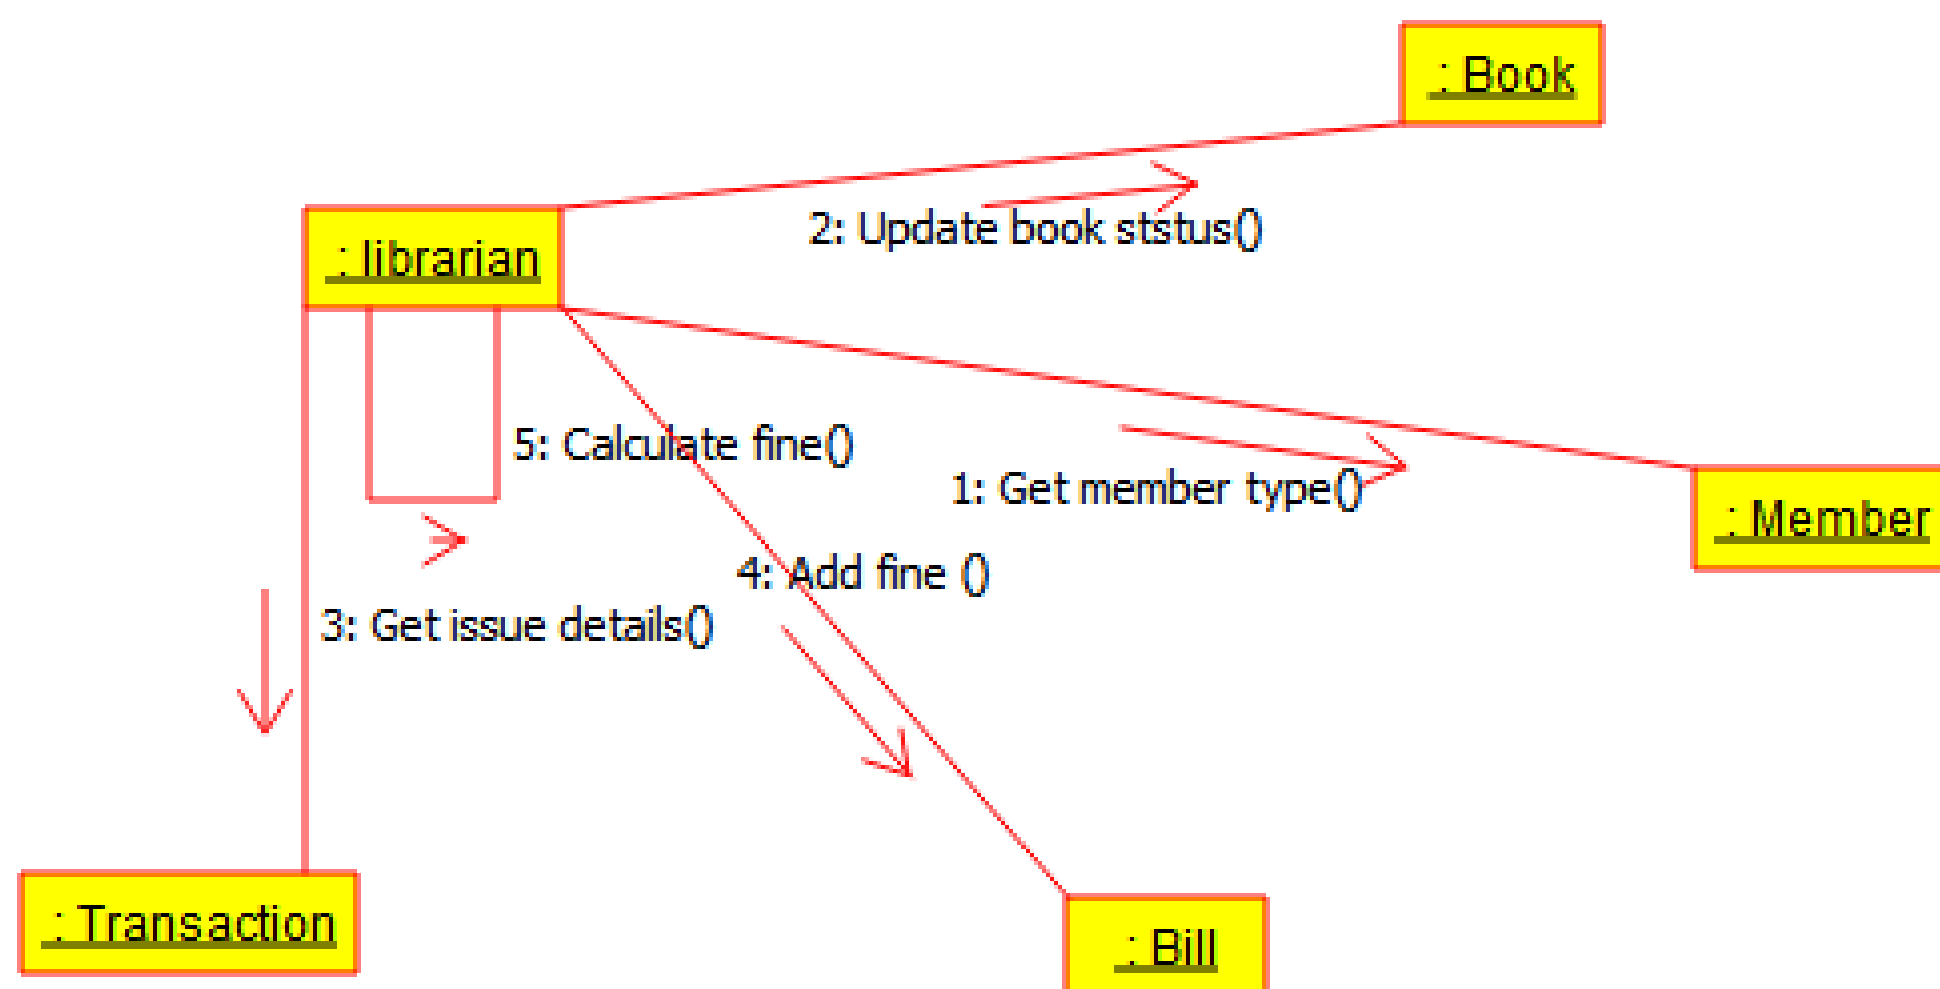 : Book
2: Update book ststus()
: librarian
5: Calculate fine()
1: Get member type()
: Member
4: Add fine ()
3: Get issue details()
: Transaction
: Bill